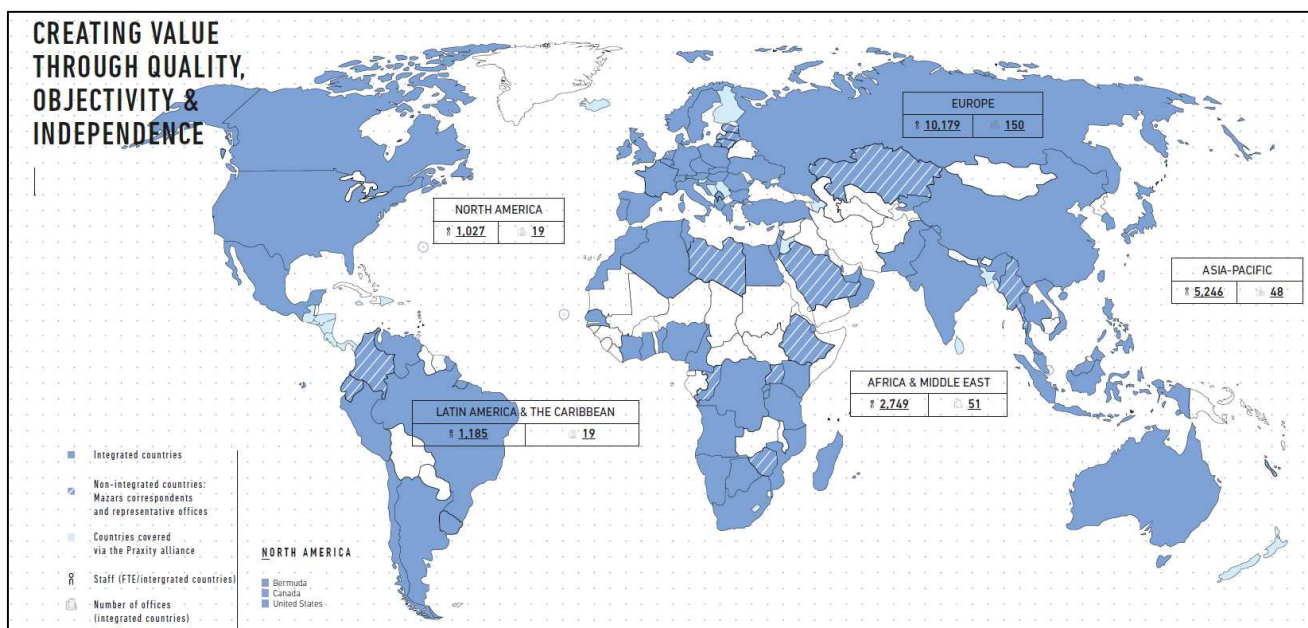 CREATING VALUE
THROUGH QUALITY,
OBJECTIVITY &
INDEPENDENCE
EUROPE
10,179 150
NORTH AMERICA
1,027 19
ASIA-PACIFIC
5,246 48
AFRICA & MIDDLE EAST
2,749 51
LATIN AMERICA & THE CARIBBEAN
1,185 19
Integrated countries
Non-integrated countries:
Mazars correspondents
and representative offices
Countries covered
via the Praxity alliance
Staff (FTE/intergrated countries)
Number of offices
(integrated countries)
NORTH AMERICA
Bermuda
Canada
United States